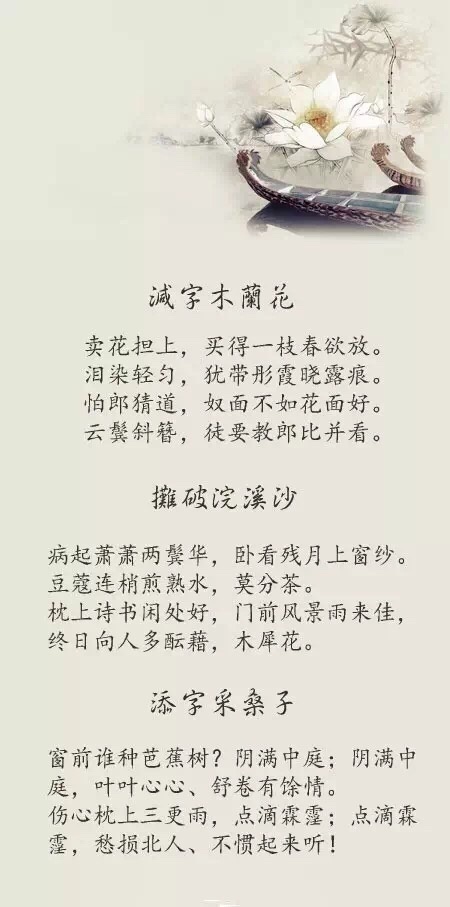 減字木蘭花
卖花担上，买得一枝春欲放。
泪染轻匀，犹带彤霞晓露痕。
怕郎猜道，奴面不如花面好。
云鬓斜簪，徒要教郎比并看。
攤破浣溪沙
病起萧萧两鬓华，卧看残月上窗纱。
豆蔻连梢煎熟水，莫分茶。
枕上诗书闲处好，门前风景雨来佳，
终日向人多酝藉，木犀花。
添字采桑子
窗前谁种芭蕉树？阴满中庭；阴满中
庭，叶叶心心、舒卷有馀情。
伤心枕上三更雨，点滴霖霪；点滴霖
霪，愁损北人、不惯起来听！